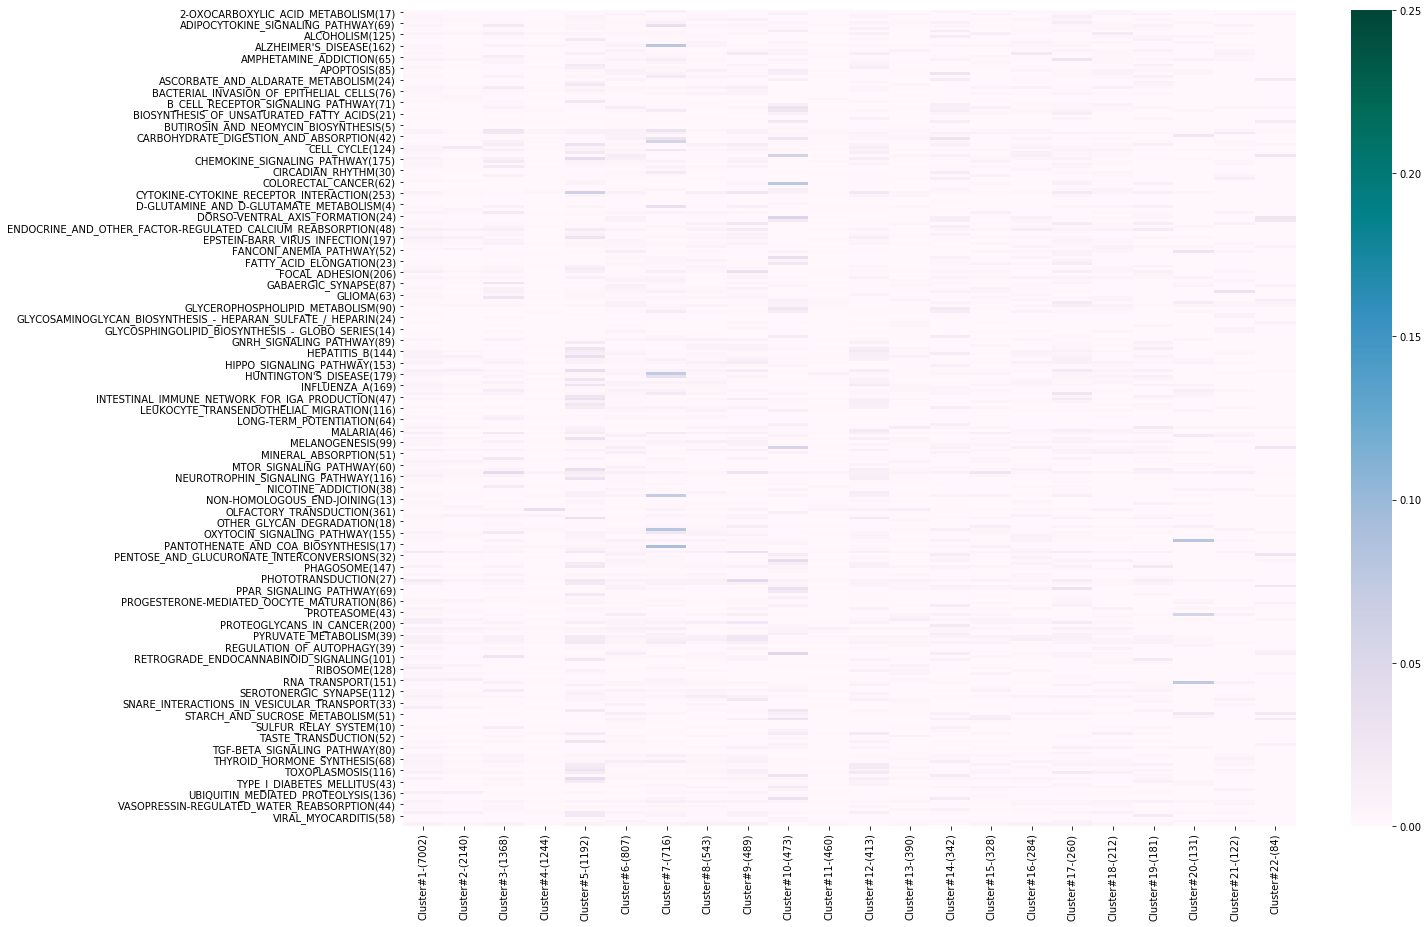 2-OXOCARBOXYLIC_ACID_METABOLISM(17)
ADIPOCYTOKINE_SIGNALING_PATHWAY(69)
ALCOHOLISM(125)
ALZHEIMER'S_DISEASE(162)
AMPHETAMINE_ADDICTION(65)
APOPTOSIS(85)
ASCORBATE_AND_ALDARATE_METABOLISM(24)
BACTERIAL_INVASION_OF_EPITHELIAL_CELLS(76)
B_CELL_RECEPTOR_SIGNALING_PATHWAY(71)
BIOSYNTHESIS_OF_UNSATURATED_FATTY_ACIDS(21)
BUTIROSIN_AND_NEOMYCIN_BIOSYNTHESIS(5)
CARBOHYDRATE_DIGESTION_AND_ABSORPTION(42)
CELL_CYCLE(124)
CHEMOKINE_SIGNALING_PATHWAY(175)
CIRCADIAN_RHYTHM(30)
COLORECTAL_CANCER(62)
CYTOKINE-CYTOKINE_RECEPTOR_INTERACTION(253)
D-GLUTAMINE_AND_D-GLUTAMATE_METABOLISM(4)
DORSO-VENTRAL_AXIS_FORMATION(24)
ENDOCRINE_AND_OTHER_FACTOR-REGULATED_CALCIUM_REABSORPTION(48)
EPSTEIN-BARR_VIRUS_INFECTION(197)
FANCONI_ANEMIA_PATHWAY(52)
FATTY_ACID_ELONGATION(23)
FOCAL_ADHESION(206)
GABAERGIC_SYNAPSE(87)
GLIOMA(63)
GLYCEROPHOSPHOLIPID_METABOLISM(90)
GLYCOSAMINOGLYCAN_BIOSYNTHESIS_-_HEPARAN_SULFATE_/_HEPARIN(24)
GLYCOSPHINGOLIPID_BIOSYNTHESIS_-_GLOBO_SERIES(14)
GNRH_SIGNALING_PATHWAY(89)
HEPATITIS_B(144)
HIPPO_SIGNALING_PATHWAY(153)
HUNTINGTON'S_DISEASE(179)
INFLUENZA_A(169)
INTESTINAL_IMMUNE_NETWORK_FOR_IGA_PRODUCTION(47)
LEUKOCYTE_TRANSENDOTHELIAL_MIGRATION(116)
LONG-TERM_POTENTIATION(64)
MALARIA(46)
MELANOGENESIS(99)
MINERAL_ABSORPTION(51)
MTOR_SIGNALING_PATHWAY(60)
NEUROTROPHIN_SIGNALING_PATHWAY(116)
NICOTINE_ADDICTION(38)
NON-HOMOLOGOUS_END-JOINING(13)
OLFACTORY_TRANSDUCTION(361)
OTHER_GLYCAN_DEGRADATION(18)
OXYTOCIN_SIGNALING_PATHWAY(155)
PANTOTHENATE_AND_COA_BIOSYNTHESIS(17)
PENTOSE_AND_GLUCURONATE_INTERCONVERSIONS(32)
PHAGOSOME(147)
PHOTOTRANSDUCTION(27)
PPAR_SIGNALING_PATHWAY(69)
PROGESTERONE-MEDIATED_OOCYTE_MATURATION(86)
PROTEASOME(43)
PROTEOGLYCANS_IN_CANCER(200)
PYRUVATE_METABOLISM(39)
REGULATION_OF_AUTOPHAGY(39)
RETROGRADE_ENDOCANNABINOID_SIGNALING(101)
RIBOSOME(128)
RNA_TRANSPORT(151)
SEROTONERGIC_SYNAPSE(112)
SNARE_INTERACTIONS_IN_VESICULAR_TRANSPORT(33)
STARCH_AND_SUCROSE_METABOLISM(51)
SULFUR_RELAY_SYSTEM(10)
TASTE_TRANSDUCTION(52)
TGF-BETA_SIGNALING_PATHWAY(80)
THYROID_HORMONE_SYNTHESIS(68)
TOXOPLASMOSIS(116)
TYPE_I_DIABETES_MELLITUS(43)
UBIQUITIN_MEDIATED_PROTEOLYSIS(136)
VASOPRESSIN-REGULATED_WATER_REABSORPTION(44)
VIRAL_MYOCARDITIS(58)
Cluster#1-(7002)
Cluster#2-(2140)
Cluster#3-(1368)
Cluster#4-(1244)
Cluster#5-(1192)
Cluster#6-(807)
Cluster#7-(716)
Cluster#8-(543)
Cluster#9-(489)
Cluster#10-(473)
Cluster#11-(460)
Cluster#12-(413)
Cluster#13-(390)
Cluster#14-(342)
Cluster#15-(328)
Cluster#16-(284)
Cluster#17-(260)
Cluster#18-(212)
Cluster#19-(181)
Cluster#20-(131)
Cluster#21-(122)
Cluster#22-(84)
0.25
0.20
0.15
0.10
0.05
0.00